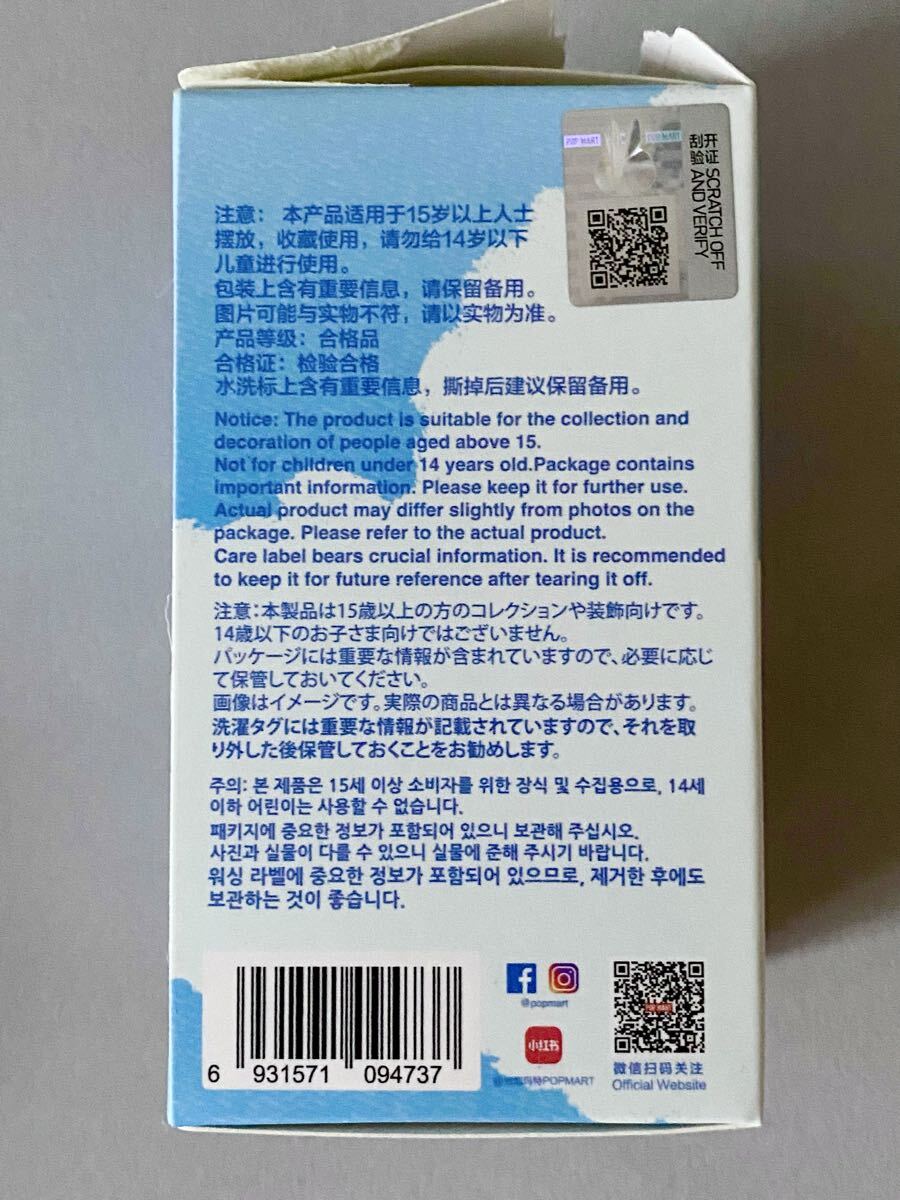 POP MART
POP MART
开 SCRATCH OFF
刮
证 AND VERIFY
验
注意： 本产品适用于15岁以上人士
摆放，收藏使用，请勿给14岁以下
儿童进行使用。
包装上含有重要信息，请保留备用。
图片可能与实物不符，请以实物为准。
产品等级：合格品
合格证：检验合格
水洗标上含有重要信息，撕掉后建议保留备用。
Notice: The product is suitable for the collection and
decoration of people aged above 15.
Not for children under 14 years old.Package contains
important information. Please keep it for further use.
Actual product may differ slightly from photos on the
package. Please refer to the actual product.
Care label bears crucial information. It is recommended
to keep it for future reference after tearing it off.
注意:本製品は15歳以上の方のコレクションや装飾向けです。
14歳以下のお子さま向けではございません。
パッケージには重要な情報が含まれていますので、必要に応じ
て保管しておいてください。
画像はイメージです。実際の商品とは異なる場合があります。
洗濯タグには重要な情報が記載されていますので、それを取
り外した後保管しておくことをお勧めします。
주의: 본 제품은 15세 이상 소비자를 위한 장식 및 수집용으로, 14세
이하 어린이는 사용할 수 없습니다.
패키지에 중요한 정보가 포함되어 있으니 보관해 주십시오.
사진과 실물이 다를 수 있으니 실물에 준해 주시기 바랍니다.
워싱 라벨에 중요한 정보가 포함되어 있으므로, 제거한 후에도
보관하는 것이 좋습니다.
6 931571 094737
@popmart
小红书
@泡泡玛特POPMART
POP MART
微信扫码关注
Official Website